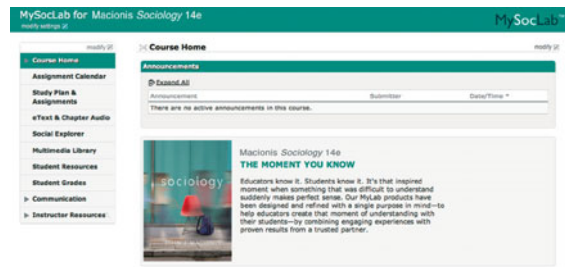 MySocLab for Macionis Sociology 14e
modify settings
MySocLab
modify
Course Home
Assignment Calendar
Study Plan &
Assignments
eText & Chapter Audio
Social Explorer
Multimedia Library
Student Resources
Student Grades
Communication
Instructor Resources
Course Home
modify
Announcements
Expand All
Announcement Submitter Date/Time
There are no active announcements in this course.
sociology
Macionis Sociology 14e
THE MOMENT YOU KNOW
Educators know it. Students know it. It's that inspired
moment when something that was difficult to understand
suddenly makes perfect sense. Our MyLab products have
been designed and refined with a single purpose in mind—to
help educators create that moment of understanding with
their students—by combining engaging experiences with
proven results from a trusted partner.